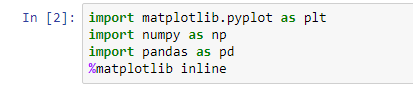 In [2]: import matplotlib.pyplot as plt
import numpy as np
import pandas as pd
%matplotlib inline